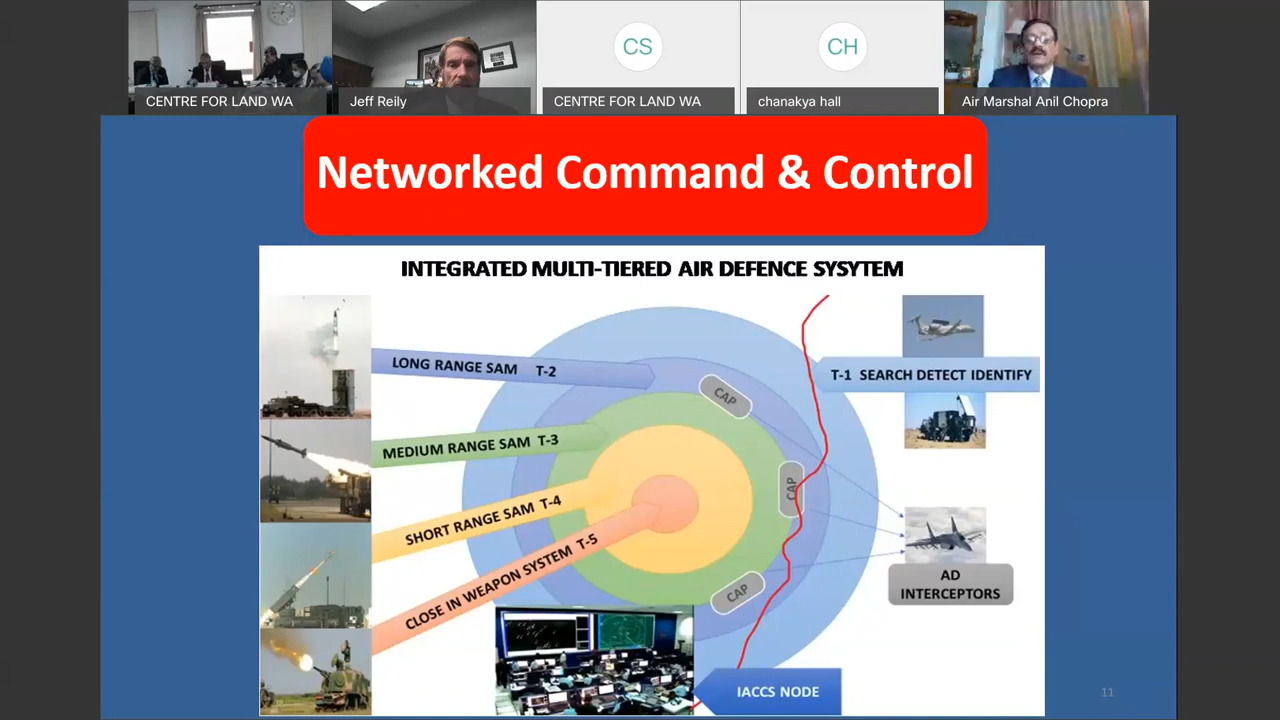 CS
CH
CENTRE FOR LAND WA
Jeff Reily
CENTRE FOR LAND WA
chanakya hall
Air Marshal Anil Chopra
Networked Command & Control
INTEGRATED MULTI-TIERED AIR DEFENCE SYSYTEM
LONG RANGE SAM T-2
T-1 SEARCH DETECT IDENTIFY
CAP
MEDIUM RANGE SAM T-3
CAP
SHORT RANGE SAM T-4
CLOSE IN WEAPON SYSTEM T-5
CAP
AD
INTERCEPTORS
IACCS NODE
11